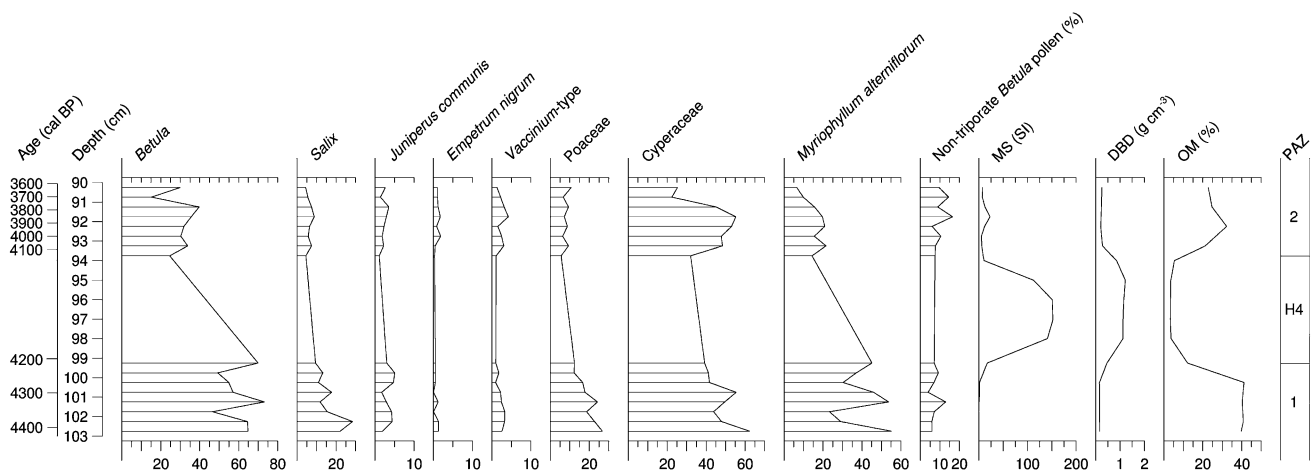 Age (cal BP)
Depth (cm)
Betula
Salix
Juniperus communis
Empetrum nigrum
Vaccinium-type
Poaceae
Cyperaceae
Myriophyllum alterniflorum
Non-triporate Betula pollen (%)
MS (SI)
DBD (g cm⁻³)
OM (%)
PAZ
3600
3700
3800
3900
4000
4100
4200
4300
4400
90
91
92
93
94
95
96
97
98
99
100
101
102
103
2
H4
1
20 40 60 80
20
10
10
10
20
20 40 60
20 40 60
10 20
100 200
1 2
20 40